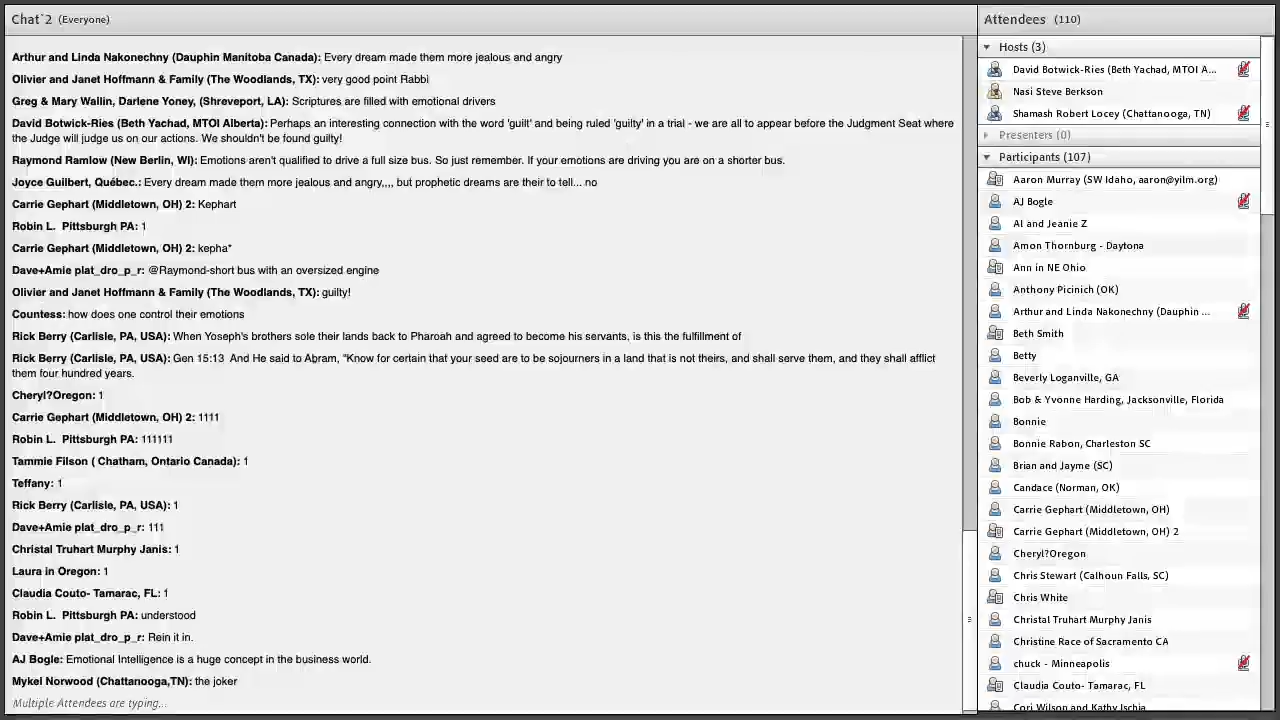 Chat`2 (Everyone)
Arthur and Linda Nakonechny (Dauphin Manitoba Canada): Every dream made them more jealous and angry
Olivier and Janet Hoffmann & Family (The Woodlands, TX): very good point Rabbi
Greg & Mary Wallin, Darlene Yoney, (Shreveport, LA): Scriptures are filled with emotional drivers
David Botwick-Ries (Beth Yachad, MTOI Alberta): Perhaps an interesting connection with the word 'guilt' and being ruled 'guilty' in a trial - we are all to appear before the Judgment Seat where
the Judge will judge us on our actions. We shouldn't be found guilty!
Raymond Ramlow (New Berlin, WI): Emotions aren't qualified to drive a full size bus. So just remember. If your emotions are driving you are on a shorter bus.
Joyce Guilbert, Québec.: Every dream made them more jealous and angry,,,, but prophetic dreams are their to tell... no
Carrie Gephart (Middletown, OH) 2: Kephart
Robin L.  Pittsburgh PA: 1
Carrie Gephart (Middletown, OH) 2: kepha*
Dave+Amie plat_dro_p_r: @Raymond-short bus with an oversized engine
Olivier and Janet Hoffmann & Family (The Woodlands, TX): guilty!
Countess: how does one control their emotions
Rick Berry (Carlisle, PA, USA): When Yoseph's brothers sole their lands back to Pharoah and agreed to become his servants, is this the fulfillment of
Rick Berry (Carlisle, PA, USA): Gen 15:13  And He said to Abram, "Know for certain that your seed are to be sojourners in a land that is not theirs, and shall serve them, and they shall afflict
them four hundred years.
Cheryl?Oregon: 1
Carrie Gephart (Middletown, OH) 2: 1111
Robin L.  Pittsburgh PA: 111111
Tammie Filson ( Chatham, Ontario Canada): 1
Teffany: 1
Rick Berry (Carlisle, PA, USA): 1
Dave+Amie plat_dro_p_r: 111
Christal Truhart Murphy Janis: 1
Laura in Oregon: 1
Claudia Couto- Tamarac, FL: 1
Robin L.  Pittsburgh PA: understood
Dave+Amie plat_dro_p_r: Rein it in.
AJ Bogle: Emotional Intelligence is a huge concept in the business world.
Mykel Norwood (Chattanooga,TN): the joker
Multiple Attendees are typing...
Attendees (110)
Hosts (3)
David Botwick-Ries (Beth Yachad, MTOI A...
Nasi Steve Berkson
Shamash Robert Locey (Chattanooga, TN)
Presenters (0)
Participants (107)
Aaron Murray (SW Idaho, aaron@yilm.org)
AJ Bogle
Al and Jeanie Z
Amon Thornburg - Daytona
Ann in NE Ohio
Anthony Picinich (OK)
Arthur and Linda Nakonechny (Dauphin ...
Beth Smith
Betty
Beverly Loganville, GA
Bob & Yvonne Harding, Jacksonville, Florida
Bonnie
Bonnie Rabon, Charleston SC
Brian and Jayme (SC)
Candace (Norman, OK)
Carrie Gephart (Middletown, OH)
Carrie Gephart (Middletown, OH) 2
Cheryl?Oregon
Chris Stewart (Calhoun Falls, SC)
Chris White
Christal Truhart Murphy Janis
Christine Race of Sacramento CA
chuck - Minneapolis
Claudia Couto- Tamarac, FL
Cori Wilson and Kathy Ischia